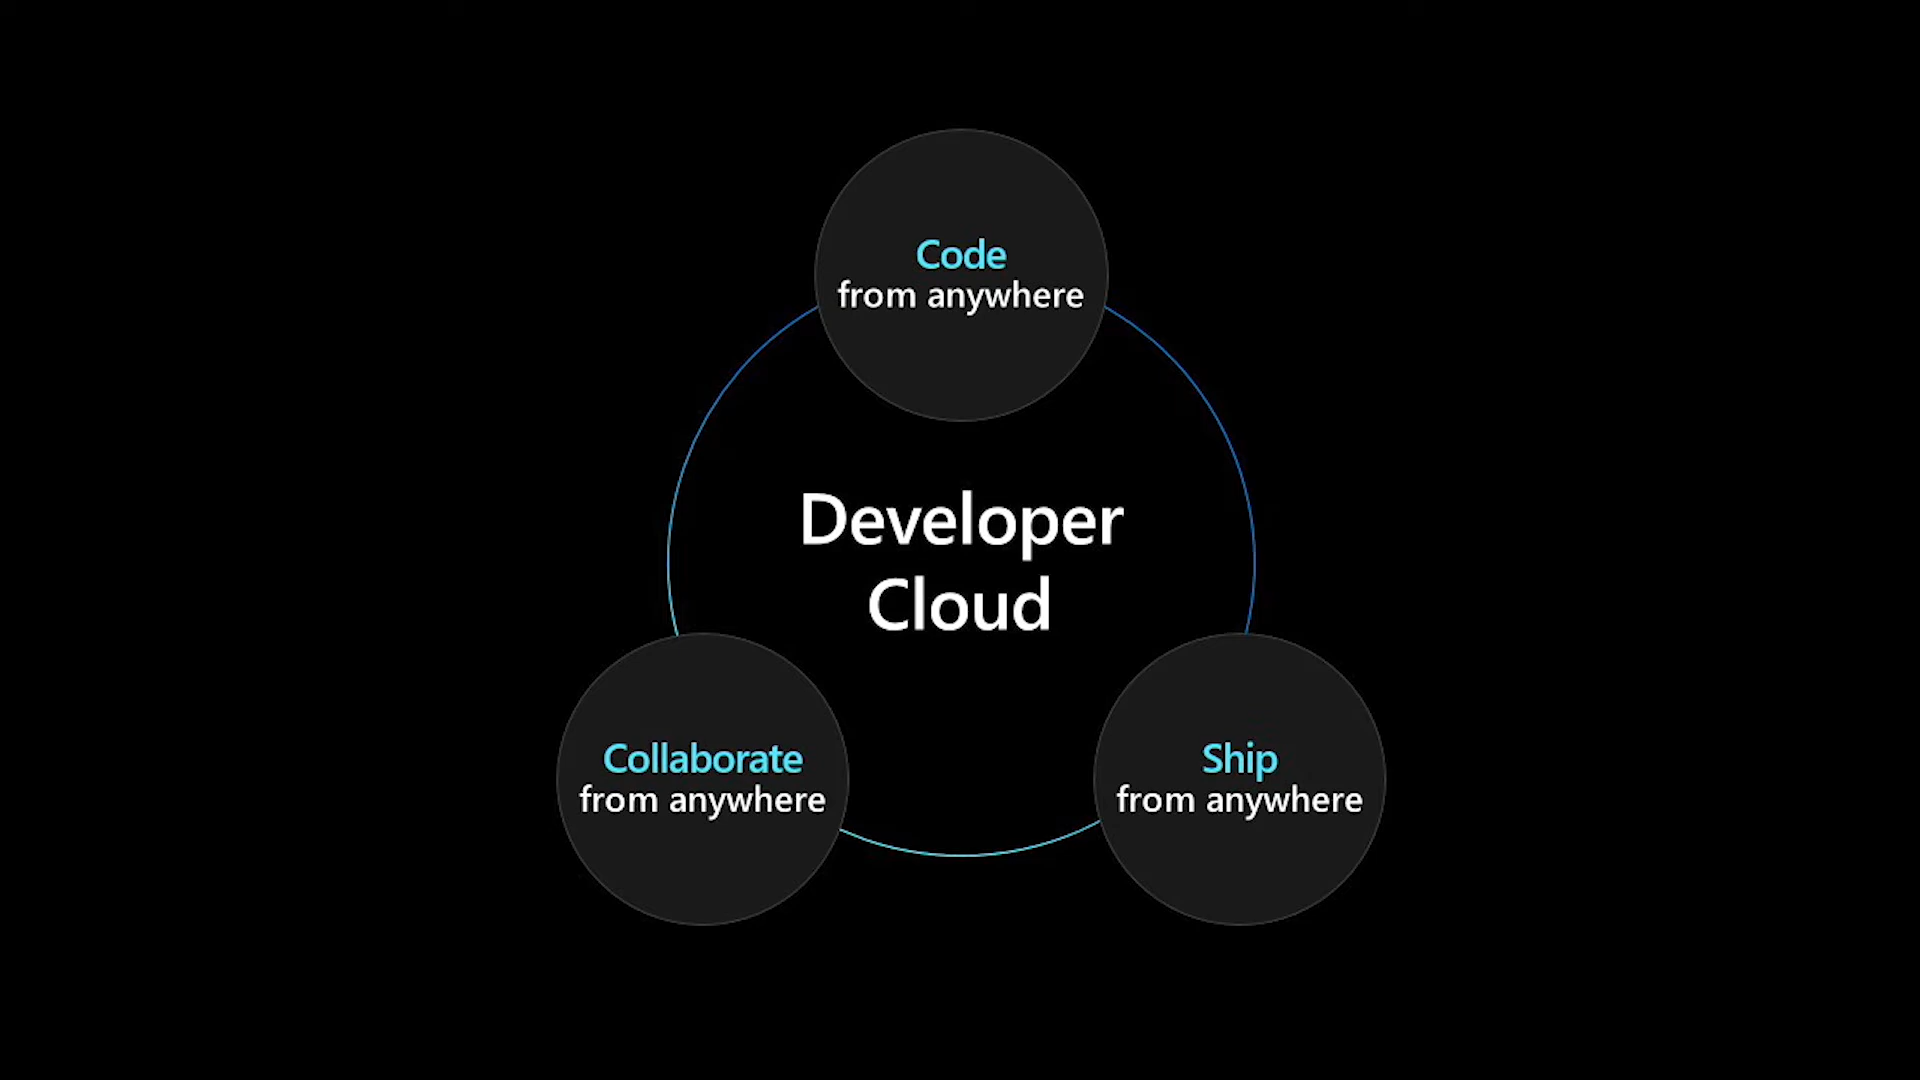 Code
from anywhere
Developer
Cloud
Collaborate
from anywhere
Ship
from anywhere